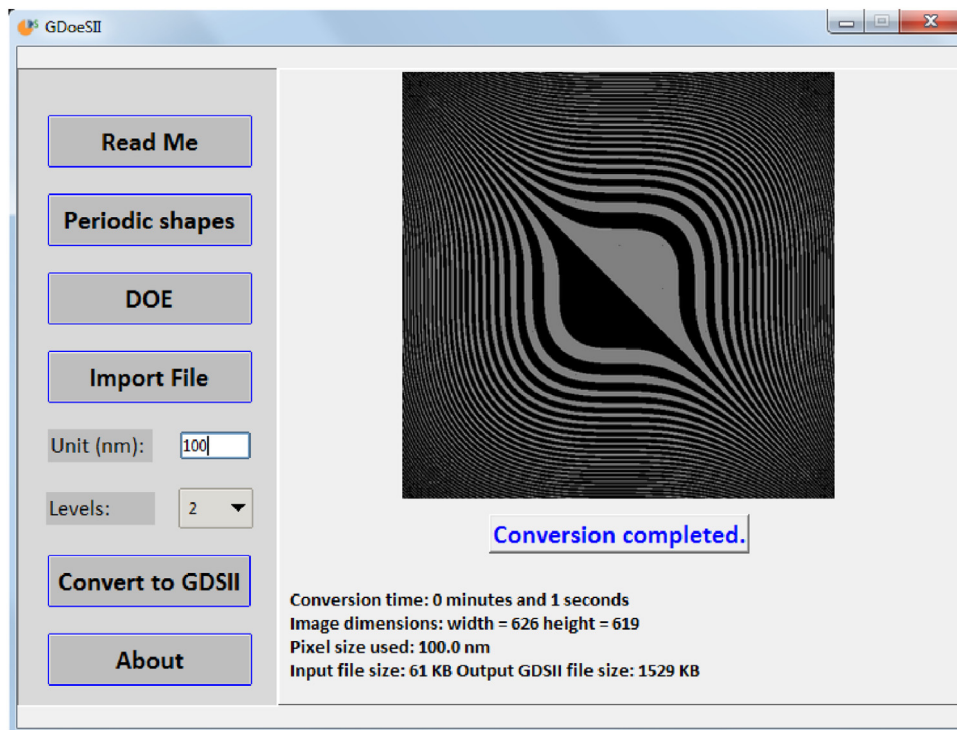 GDoeSII
Read Me
Periodic shapes
DOE
Import File
Unit (nm): 100
Levels: 2
Convert to GDSII
About
Conversion completed.
Conversion time: 0 minutes and 1 seconds
Image dimensions: width = 626 height = 619
Pixel size used: 100.0 nm
Input file size: 61 KB Output GDSII file size: 1529 KB